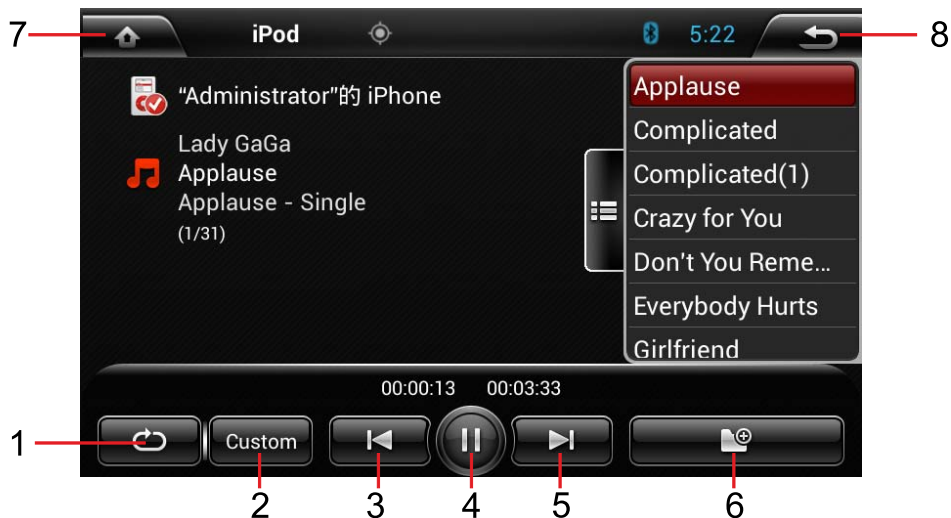 7
iPod
5:22
8
“Administrator”的 iPhone
Lady GaGa
Applause
Applause - Single
(1/31)
Applause
Complicated
Complicated(1)
Crazy for You
Don't You Reme...
Everybody Hurts
Girlfriend
00:00:13 00:03:33
1
Custom
2
3
4
5
6